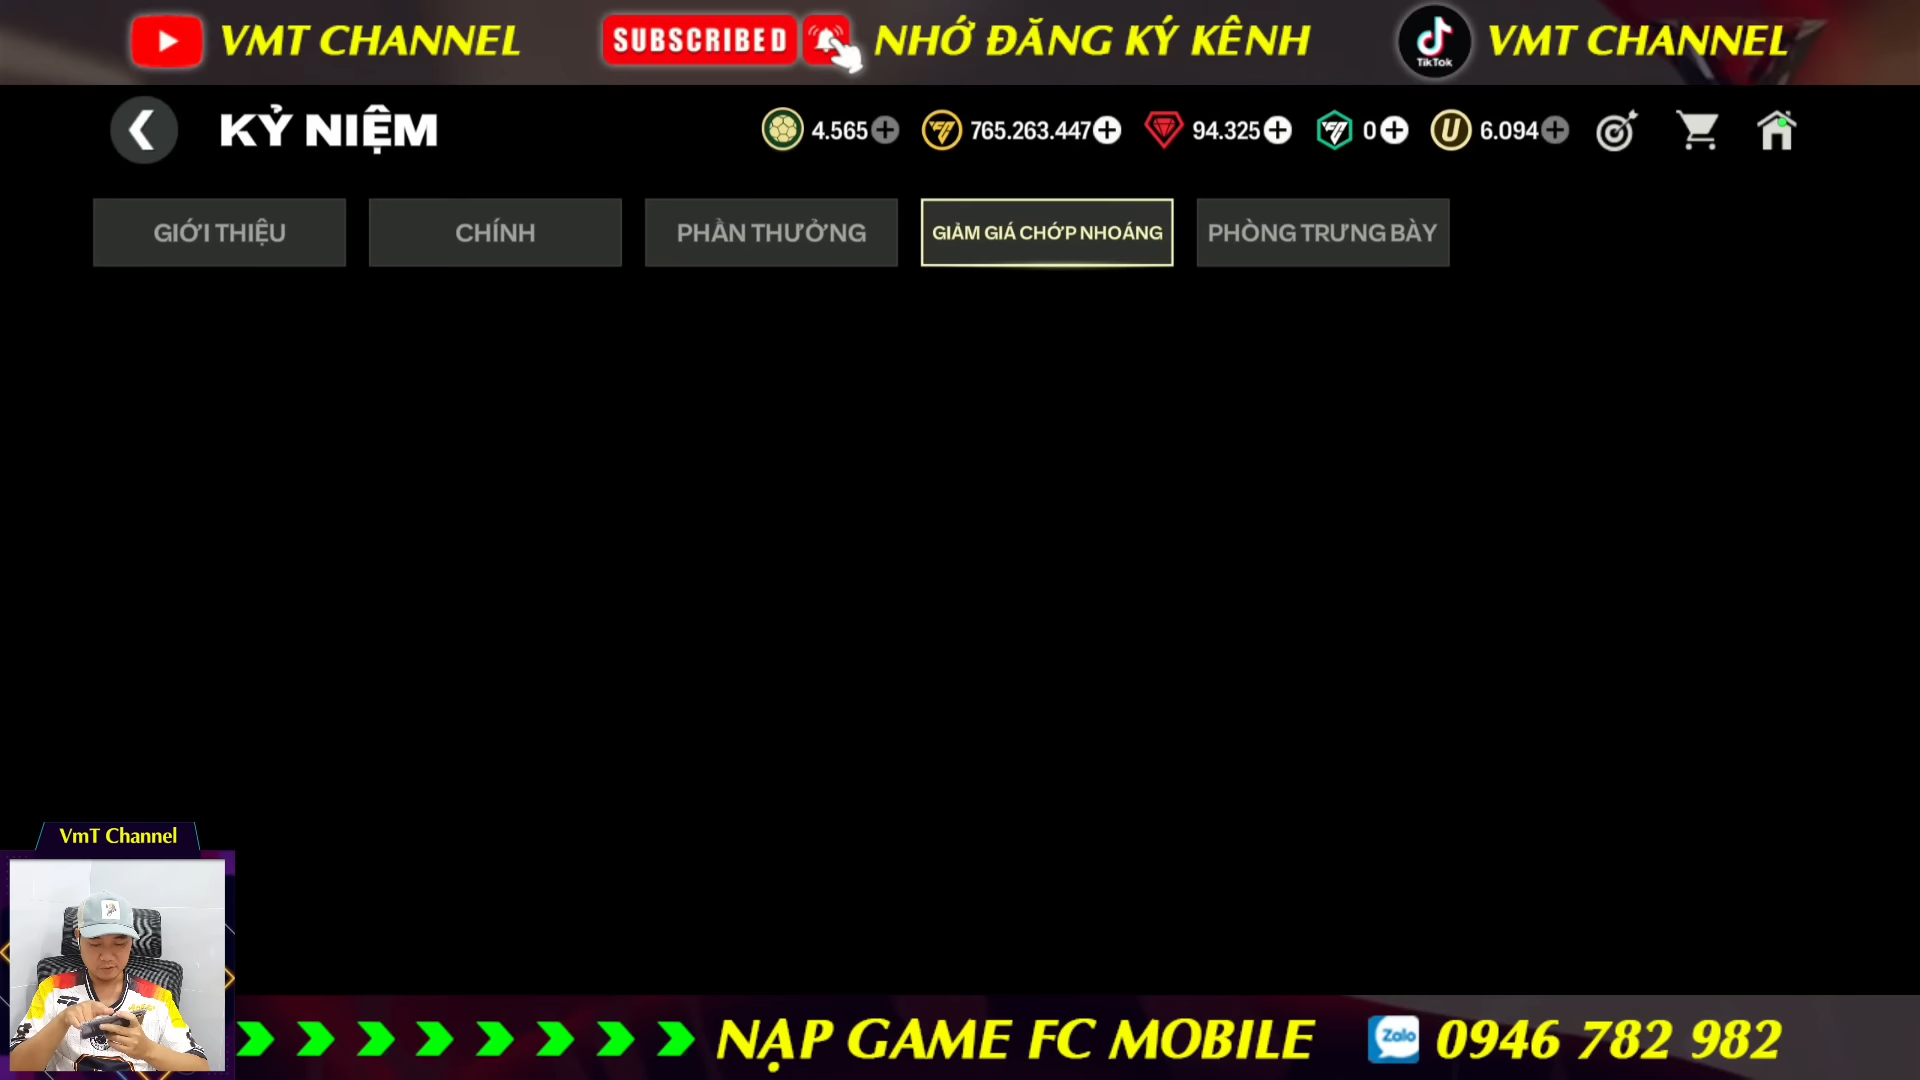 VMT CHANNEL SUBSCRIBED NHỚ ĐĂNG KÝ KÊNH TikTok VMT CHANNEL
KỶ NIỆM 4.565 765.263.447 94.325 0 6.094
GIỚI THIỆU CHÍNH PHẦN THƯỞNG GIẢM GIÁ CHỚP NHOÁNG PHÒNG TRƯNG BÀY
VmT Channel
NẠP GAME FC MOBILE Zalo 0946 782 982